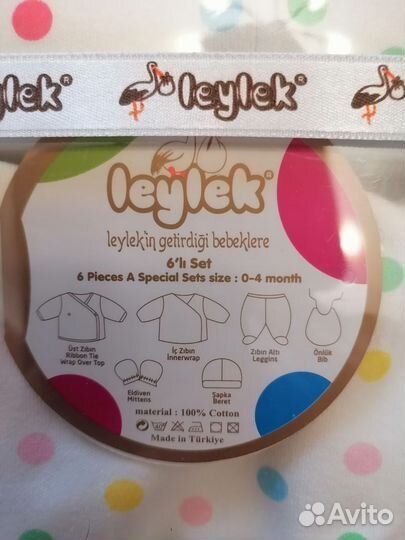 leylek® leylek®
leylek®
leylek'in getirdiği bebeklere
6'lı Set
6 Pieces A Special Sets size : 0-4 month
Üst Zıbın
Ribbon Tie
Wrap Over Top
İç Zıbın
Innerwrap
Zıbın Altı
Leggins
Önlük
Bib
Eldiven
Mittens
Şapka
Beret
material : 100% Cotton
40
Made in Türkiye
Avito